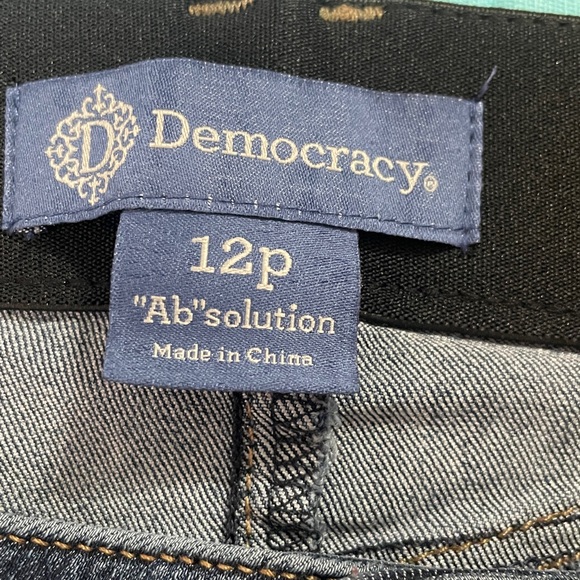 D
Democracy®
12p
"Ab"solution
Made in China